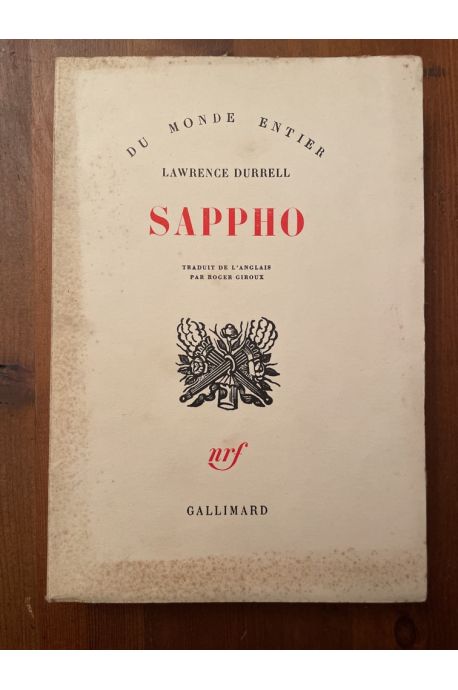 DU MONDE ENTIER
LAWRENCE DURRELL
SAPPHO
TRADUIT DE L'ANGLAIS
PAR ROGER GIROUX
nrf
GALLIMARD